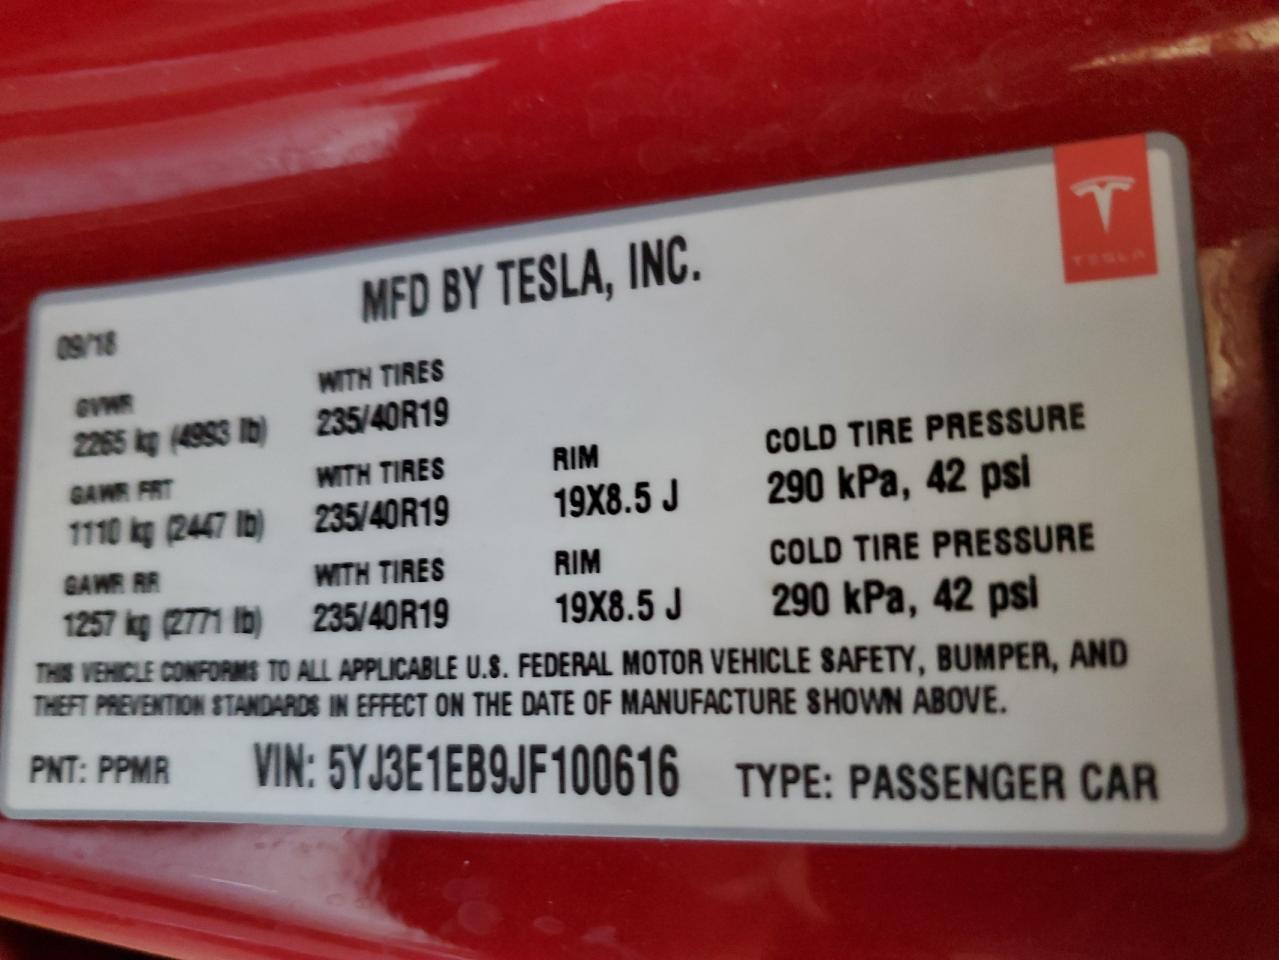 TESLA
MFD BY TESLA, INC.
09/18
GVWR
2265 kg (4993 lb)
WITH TIRES
235/40R19
GAWR FRT
1110 kg (2447 lb)
WITH TIRES
235/40R19
RIM
19X8.5 J
COLD TIRE PRESSURE
290 kPa, 42 psi
GAWR RR
1257 kg (2771 lb)
WITH TIRES
235/40R19
RIM
19X8.5 J
COLD TIRE PRESSURE
290 kPa, 42 psi
THIS VEHICLE CONFORMS TO ALL APPLICABLE U.S. FEDERAL MOTOR VEHICLE SAFETY, BUMPER, AND
THEFT PREVENTION STANDARDS IN EFFECT ON THE DATE OF MANUFACTURE SHOWN ABOVE.
PNT: PPMR VIN: 5YJ3E1EB9JF100616 TYPE: PASSENGER CAR